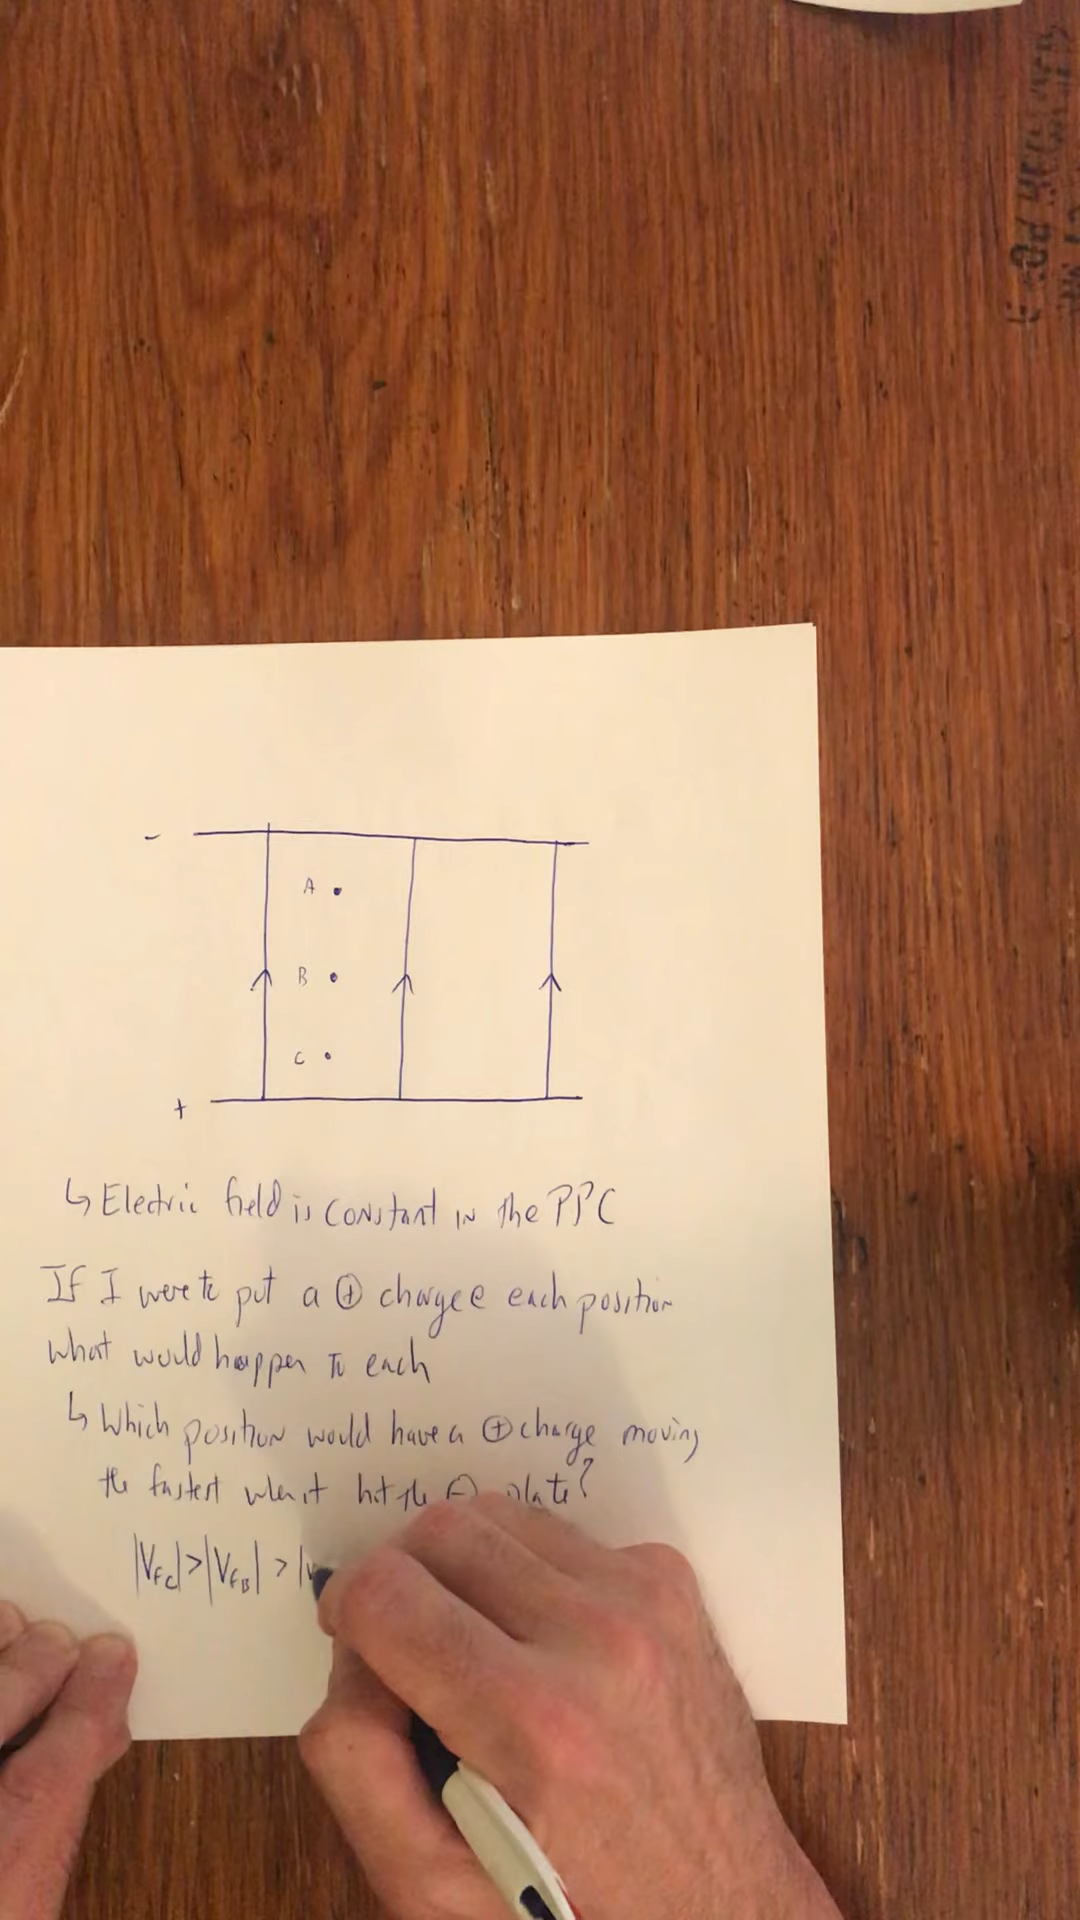 -
A
B
C
+
↳ Electric field is constant in the PPC
If I were to put a ⊕ charge @ each position
what would happen to each
↳ Which position would have a ⊕ charge moving
the fastest when it hit the ⊖ plate?
|V_fC| > |V_fB| > |V